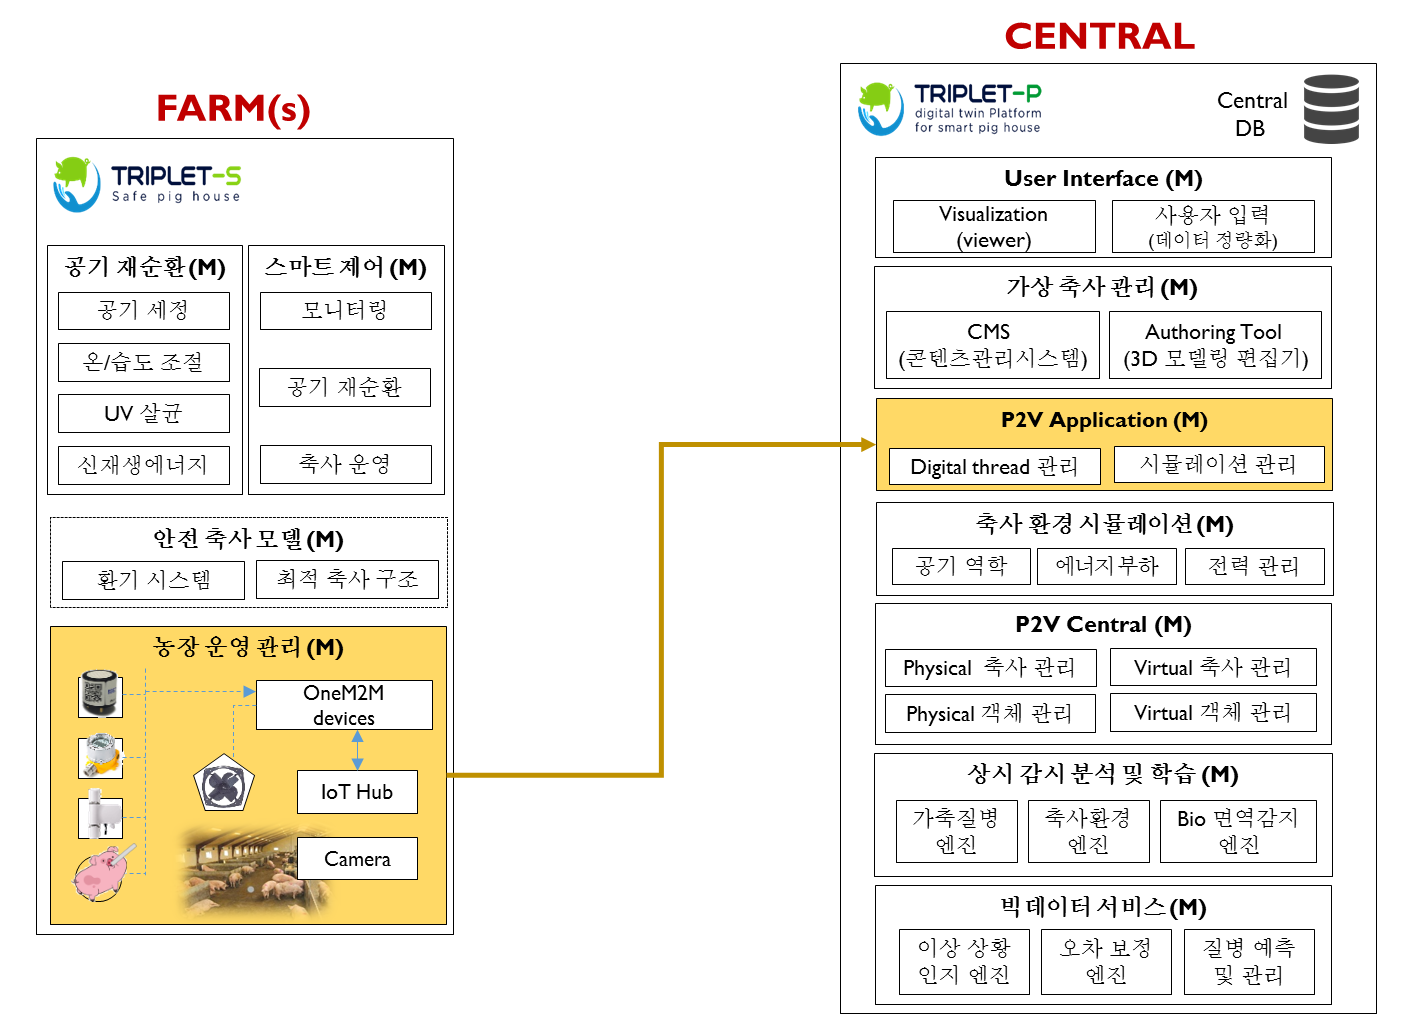 FARM(s)
TRIPLET-S
Safe pig house
공기 재순환(M)
공기 세정
온/습도 조절
UV 살균
신재생에너지
스마트 제어 (M)
모니터링
공기 재순환
축사 운영
안전 축사 모델 (M)
환기 시스템
최적 축사 구조
농장 운영 관리 (M)
OneM2M
devices
IoT Hub
Camera
CENTRAL
TRIPLET-P
digital twin Platform
for smart pig house
Central
DB
User Interface (M)
Visualization
(viewer)
사용자 입력
(데이터 정량화)
가상 축사 관리 (M)
CMS
(콘텐츠관리시스템)
Authoring Tool
(3D 모델링 편집기)
P2V Application (M)
Digital thread 관리
시뮬레이션 관리
축사 환경 시뮬레이션 (M)
공기 역학
에너지부하
전력 관리
P2V Central (M)
Physical 축사 관리
Virtual 축사 관리
Physical 객체 관리
Virtual 객체 관리
상시 감시 분석 및 학습 (M)
가축질병
엔진
축사환경
엔진
Bio 면역감지
엔진
빅데이터 서비스 (M)
이상 상황
인지 엔진
오차 보정
엔진
질병 예측
및 관리